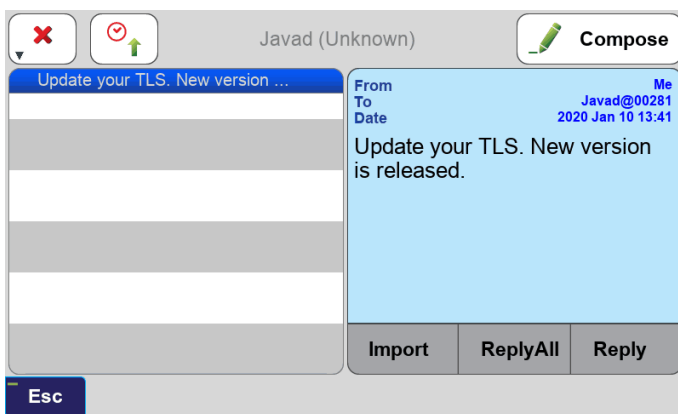 Javad (Unknown)
Compose
Update your TLS. New version ...
From Me
To Javad@00281
Date 2020 Jan 10 13:41
Update your TLS. New version
is released.
Import ReplyAll Reply
Esc